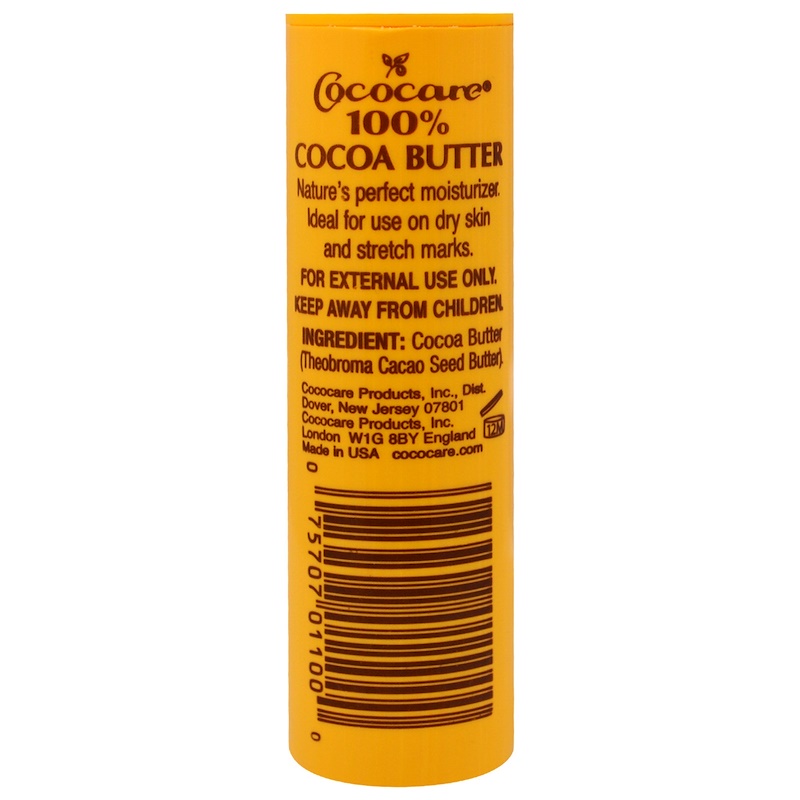 Cococare®
100%
COCOA BUTTER
Nature's perfect moisturizer.
Ideal for use on dry skin
and stretch marks.
FOR EXTERNAL USE ONLY.
KEEP AWAY FROM CHILDREN.
INGREDIENT: Cocoa Butter
(Theobroma Cacao Seed Butter).
Cococare Products, Inc., Dist.
Dover, New Jersey 07801
Cococare Products, Inc.
London W1G 8BY England
Made in USA cococare.com
12M
0 75707 01100 0